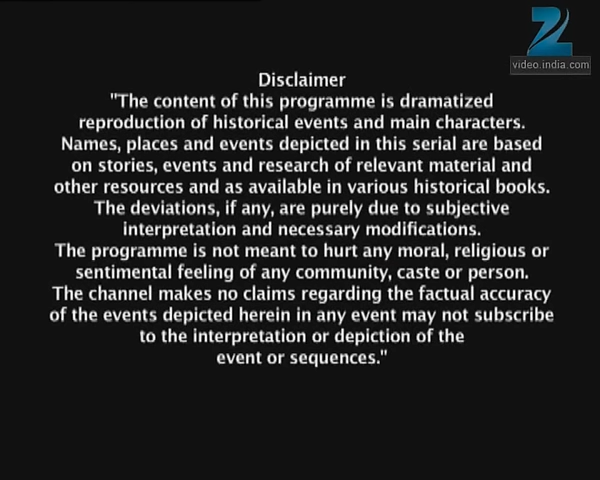 video.india.com
Disclaimer
"The content of this programme is dramatized
reproduction of historical events and main characters.
Names, places and events depicted in this serial are based
on stories, events and research of relevant material and
other resources and as available in various historical books.
The deviations, if any, are purely due to subjective
interpretation and necessary modifications.
The programme is not meant to hurt any moral, religious or
sentimental feeling of any community, caste or person.
The channel makes no claims regarding the factual accuracy
of the events depicted herein in any event may not subscribe
to the interpretation or depiction of the
event or sequences."